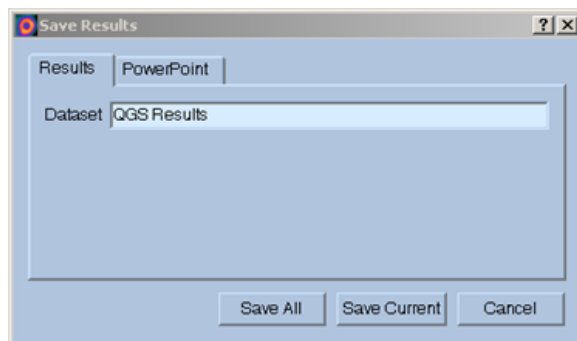 Save Results
Results PowerPoint
Dataset QGS Results
Save All Save Current Cancel